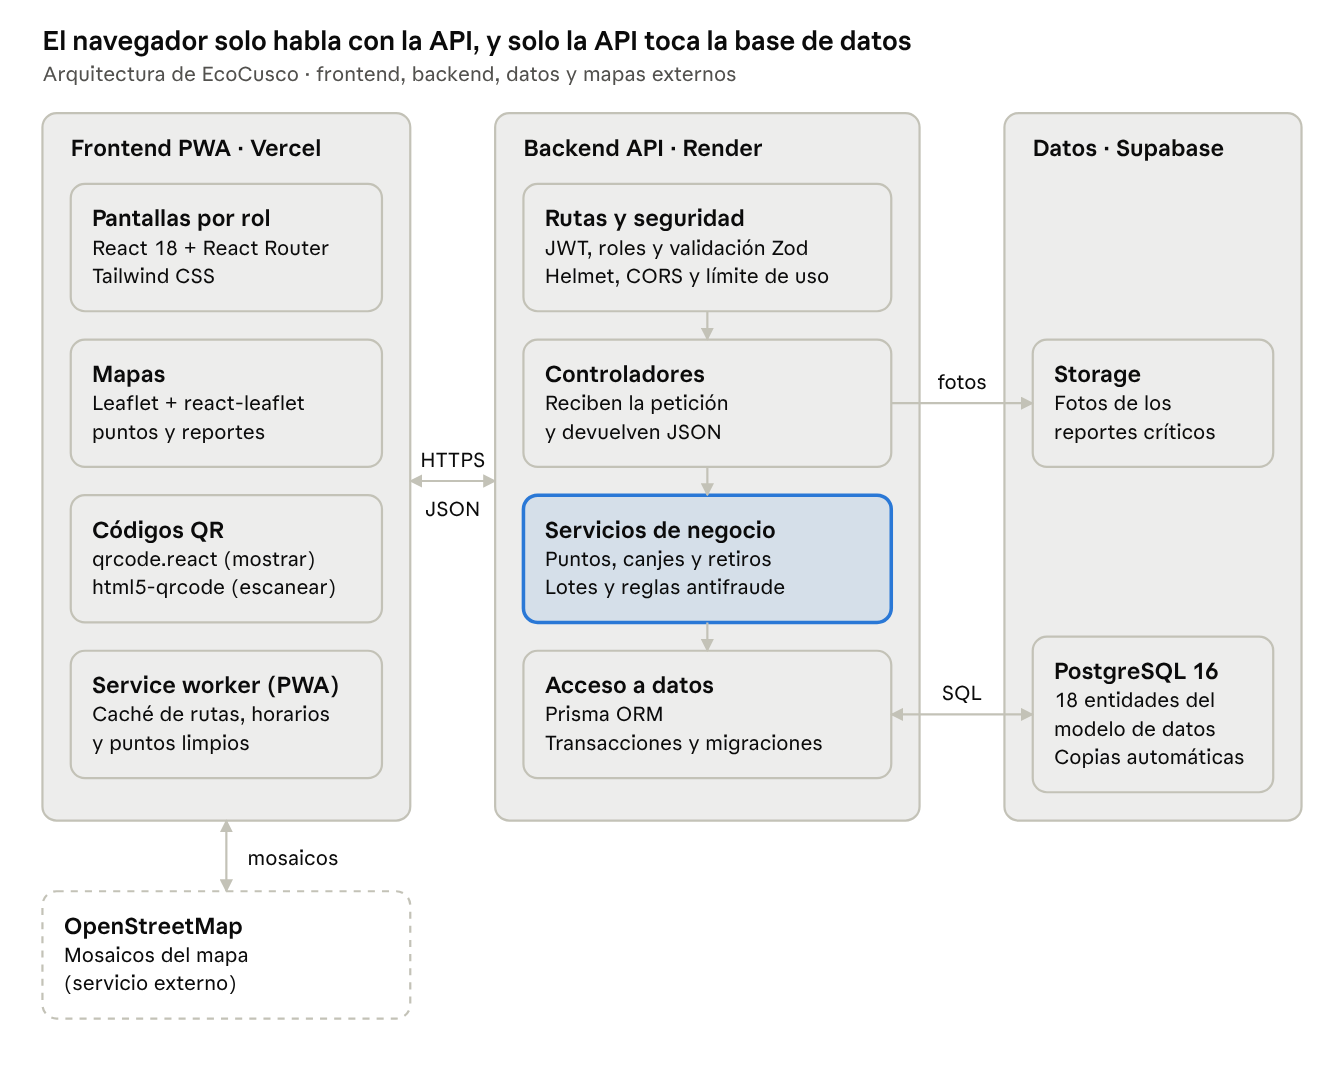 El navegador solo habla con la API, y solo la API toca la base de datos
Arquitectura de EcoCusco · frontend, backend, datos y mapas externos
Frontend PWA · Vercel
Pantallas por rol
React 18 + React Router
Tailwind CSS
Mapas
Leaflet + react-leaflet
puntos y reportes
Códigos QR
qrcode.react (mostrar)
html5-qrcode (escanear)
Service worker (PWA)
Caché de rutas, horarios
y puntos limpios
HTTPS
JSON
Backend API · Render
Rutas y seguridad
JWT, roles y validación Zod
Helmet, CORS y límite de uso
Controladores
Reciben la petición
y devuelven JSON
Servicios de negocio
Puntos, canjes y retiros
Lotes y reglas antifraude
Acceso a datos
Prisma ORM
Transacciones y migraciones
fotos
SQL
Datos · Supabase
Storage
Fotos de los
reportes críticos
PostgreSQL 16
18 entidades del
modelo de datos
Copias automáticas
mosaicos
OpenStreetMap
Mosaicos del mapa
(servicio externo)